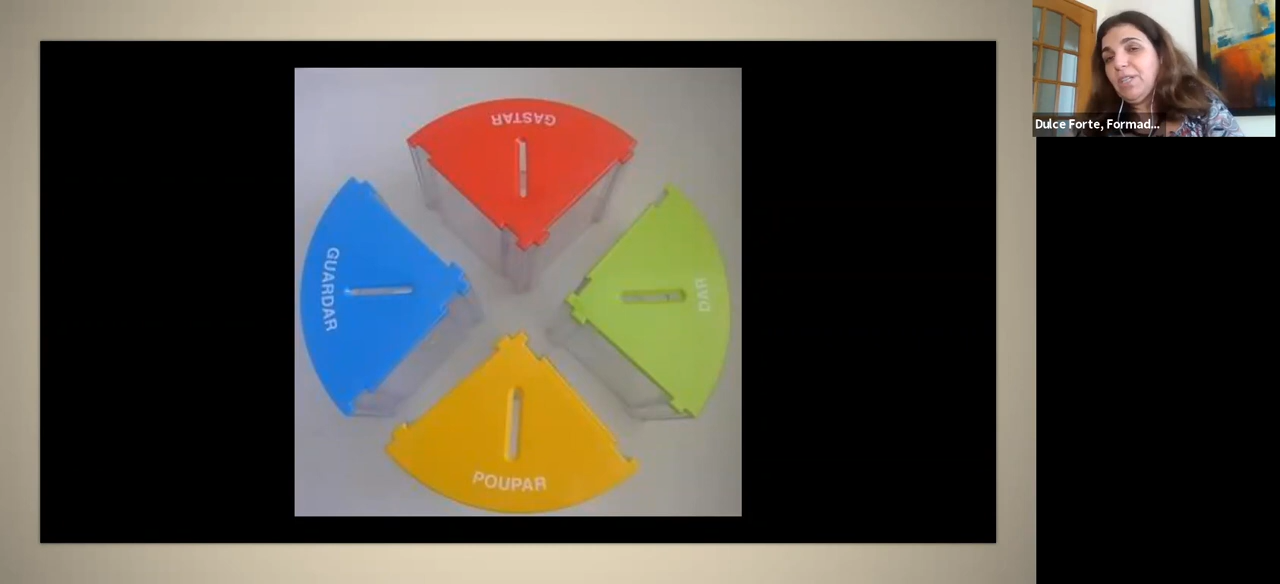 GASTAR
GUARDAR
DAR
POUPAR
Dulce Forte, Formad...